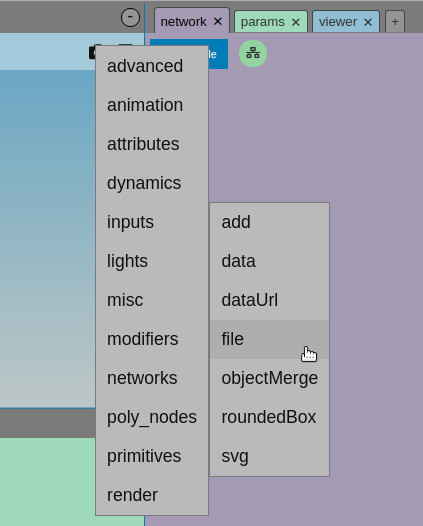 network ×
params ×
viewer ×
+
advanced
animation
attributes
dynamics
inputs
lights
misc
modifiers
networks
poly_nodes
primitives
render
add
data
dataUrl
file
objectMerge
roundedBox
svg